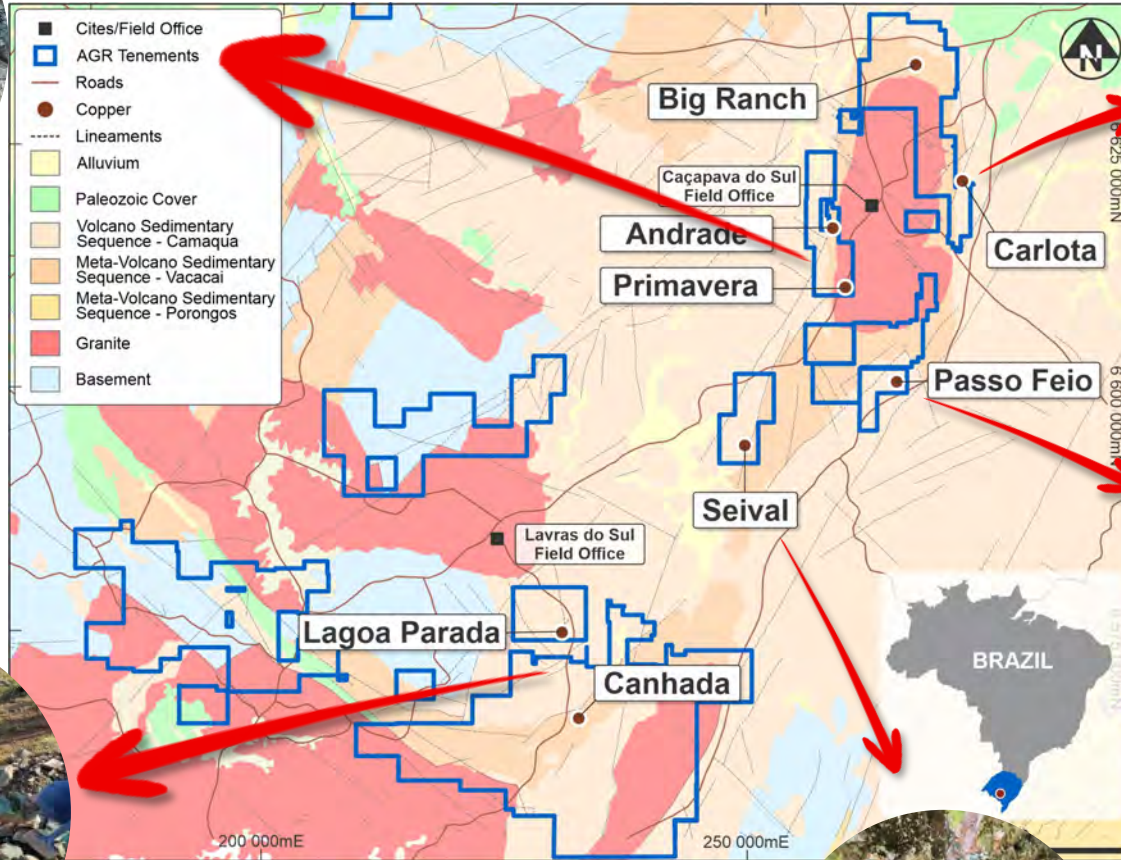 Cites/Field Office
AGR Tenements
Roads
Copper
Lineaments
Alluvium
Paleozoic Cover
Volcano Sedimentary
Sequence - Camaqua
Meta-Volcano Sedimentary
Sequence - Vacacai
Meta-Volcano Sedimentary
Sequence - Porongos
Granite
Basement
N
Big Ranch
6 625 000mN
Caçapava do Sul
Field Office
Andrade
Carlota
Primavera
Passo Feio
6 600 000mN
Seival
Lavras do Sul
Field Office
Lagoa Parada
Canhada
BRAZIL
200 000mE
250 000mE